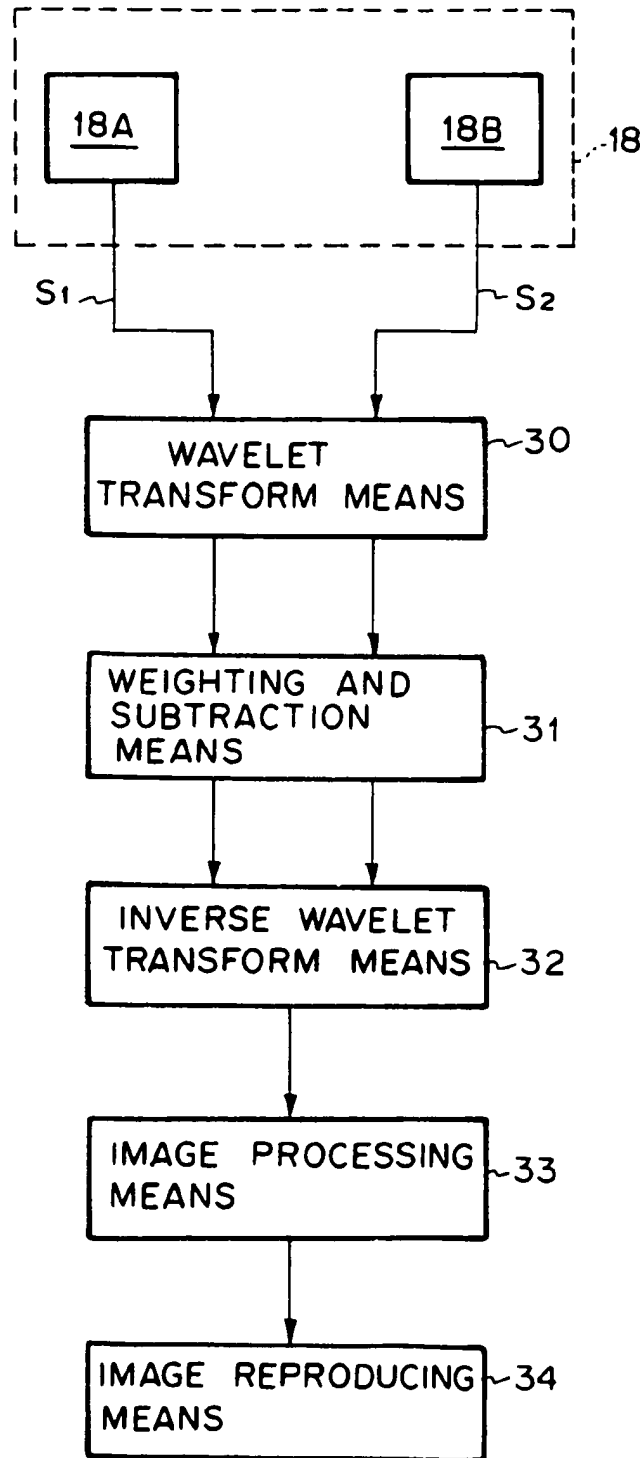 18A
18B
18
S1
S2
WAVELET
TRANSFORM MEANS
30
WEIGHTING AND
SUBTRACTION
MEANS
31
INVERSE WAVELET
TRANSFORM MEANS
32
IMAGE PROCESSING
MEANS
33
IMAGE REPRODUCING
MEANS
34